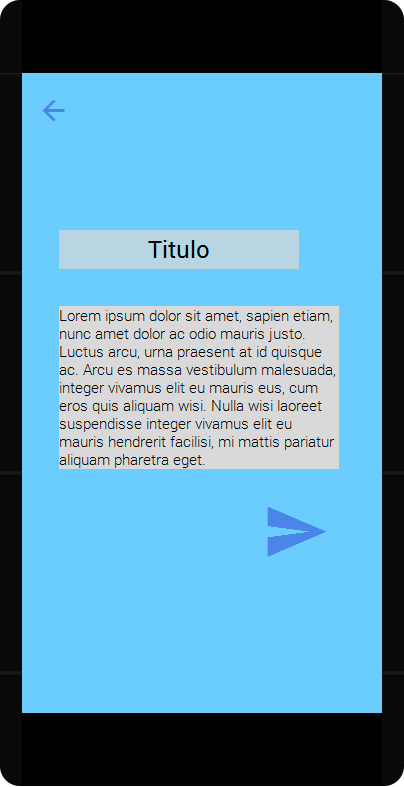 Titulo
Lorem ipsum dolor sit amet, sapien etiam,
nunc amet dolor ac odio mauris justo.
Luctus arcu, urna praesent at id quisque
ac. Arcu es massa vestibulum malesuada,
integer vivamus elit eu mauris eus, cum
eros quis aliquam wisi. Nulla wisi laoreet
suspendisse integer vivamus elit eu
mauris hendrerit facilisi, mi mattis pariatur
aliquam pharetra eget.